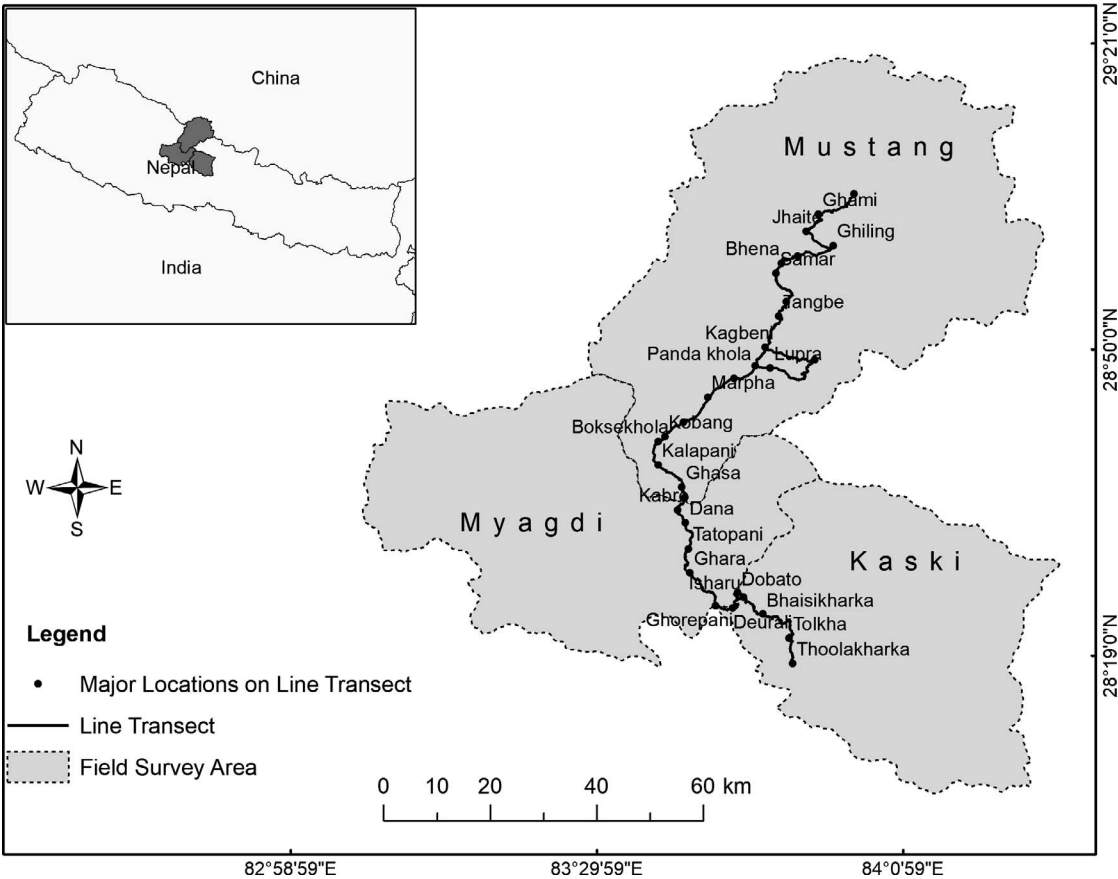 China
Nepal
India
Mustang
Ghami
Jhaite
Ghiling
Bhena
Samar
Tangbe
Kagbeni
Panda khola
Lupra
Marpha
Kobang
Boksekhola
Kalapani
Ghasa
Kabre
Dana
Myagdi
Tatopani
Kaski
Ghara
Isharu
Dobato
Bhaisikharka
Ghorepani
Deurali
Tolkha
Thoolakharka
N
W
E
S
Legend
Major Locations on Line Transect
Line Transect
Field Survey Area
0 10 20 40 60 km
29°21'0"N
28°50'0"N
28°19'0"N
82°58'59"E
83°29'59"E
84°0'59"E